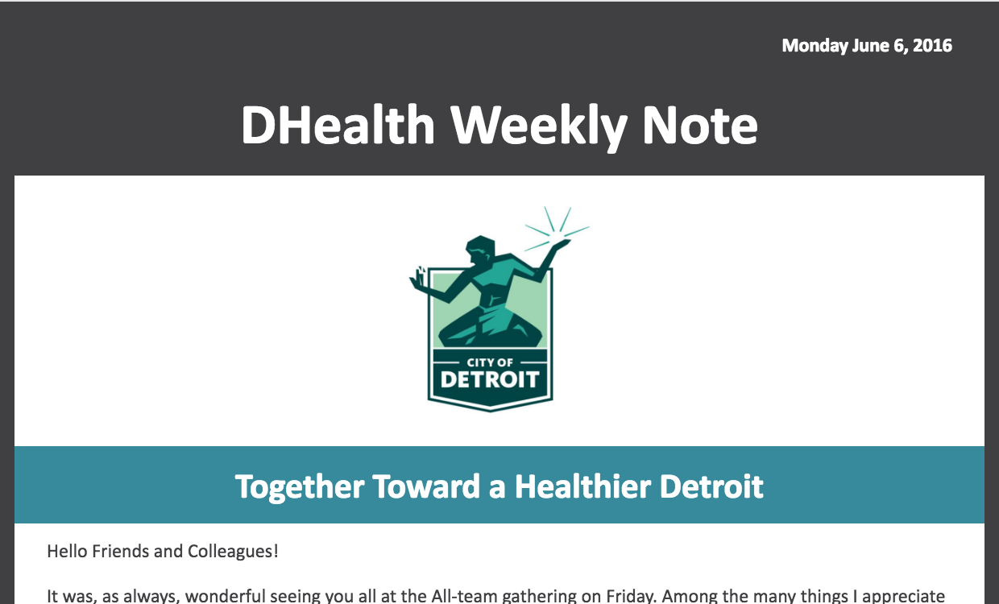 Monday June 6, 2016
DHealth Weekly Note
CITY OF
DETROIT
Together Toward a Healthier Detroit
Hello Friends and Colleagues!
It was, as always, wonderful seeing you all at the All-team gathering on Friday. Among the many things I appreciate